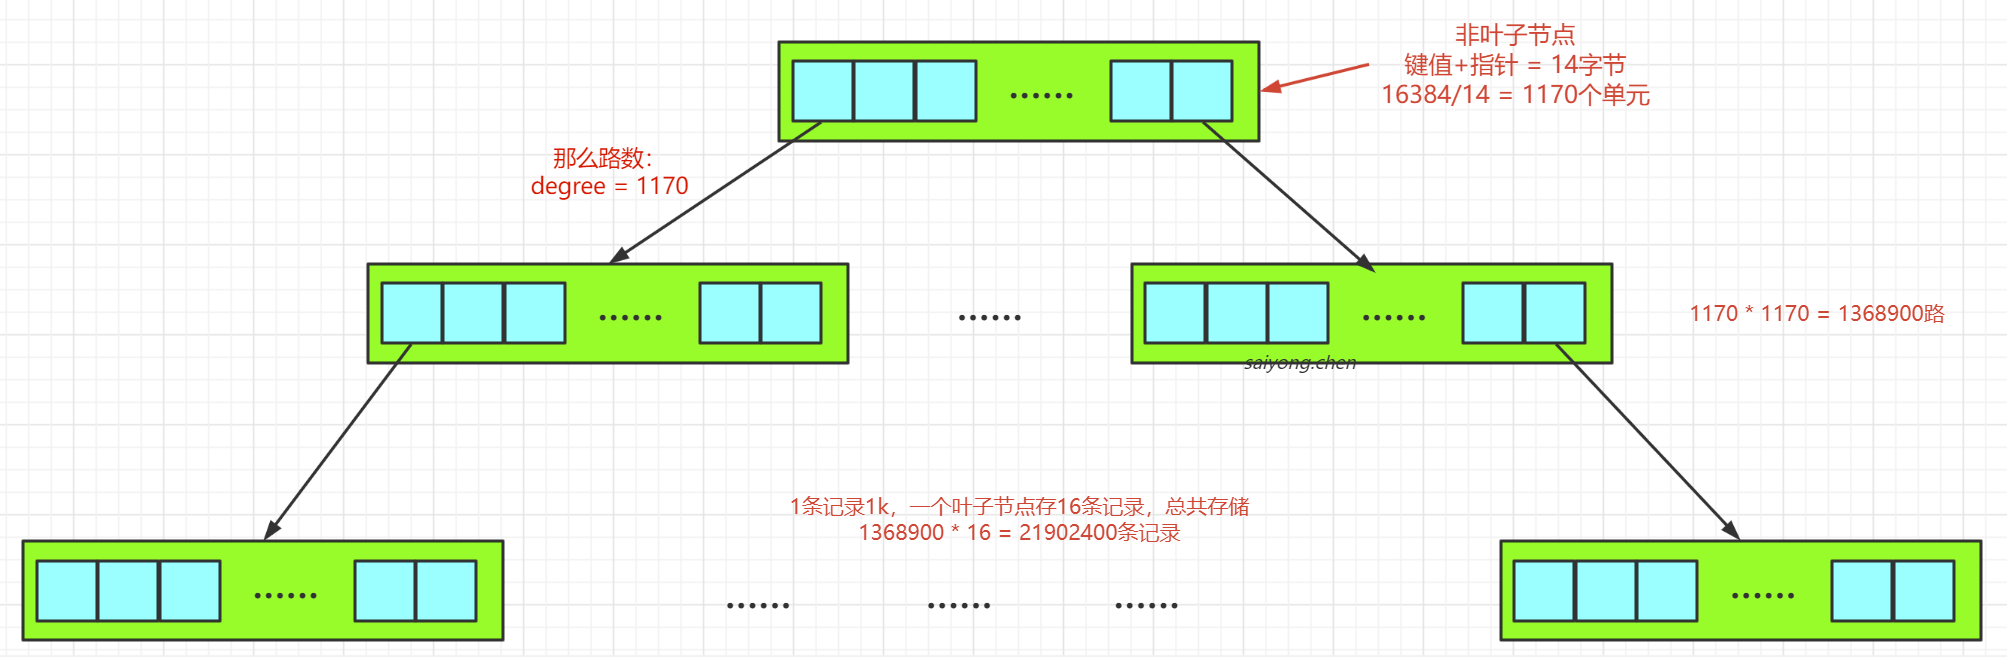 非叶子节点
键值+指针 = 14字节
16384/14 = 1170个单元
那么路数:
degree = 1170
1170 * 1170 = 1368900路
saiyong.chen
1条记录1k，一个叶子节点存16条记录，总共存储
1368900 * 16 = 21902400条记录